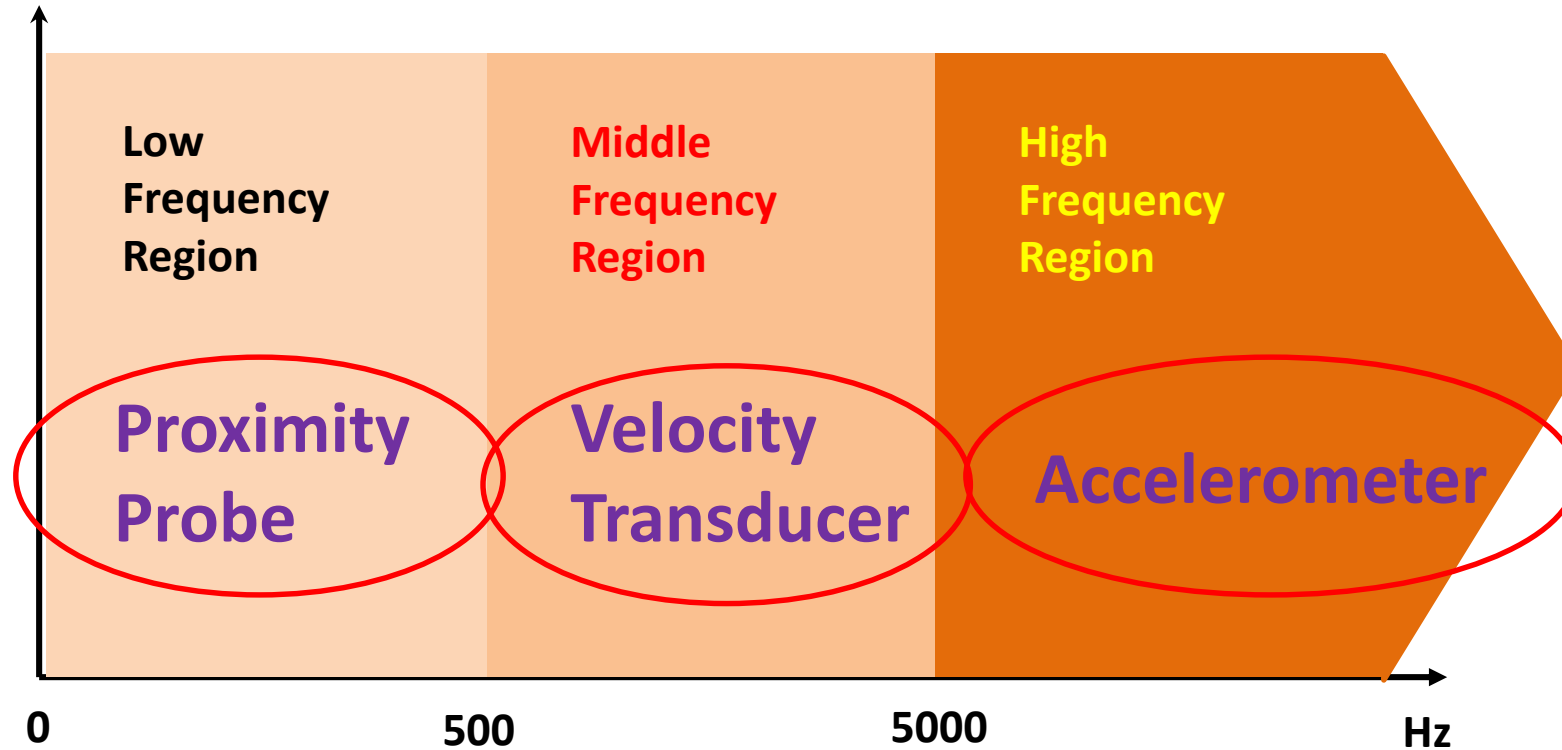 Low
Frequency
Region
Middle
Frequency
Region
High
Frequency
Region
Proximity
Probe
Velocity
Transducer
Accelerometer
0
500
5000
Hz